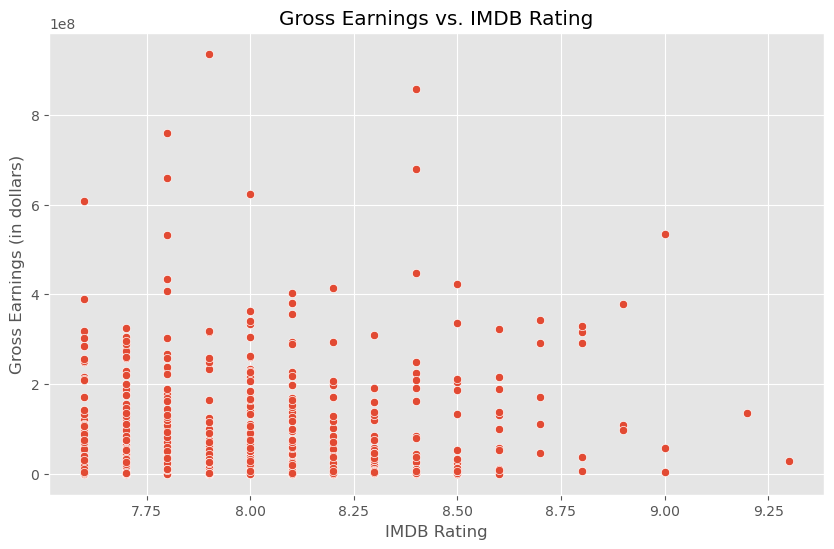 Gross Earnings vs. IMDB Rating
1e8
8
6
4
2
0
Gross Earnings (in dollars)
7.75 8.00 8.25 8.50 8.75 9.00 9.25
IMDB Rating